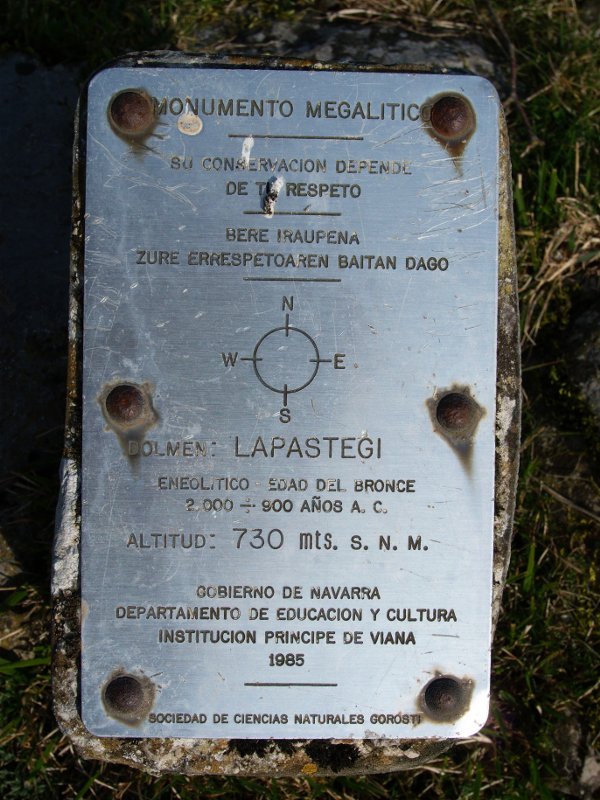 MONUMENTO MEGALITICO
SU CONSERVACION DEPENDE
DE TU RESPETO
BERE IRAUPENA
ZURE ERRESPETOAREN BAITAN DAGO
N
W E
S
DOLMEN: LAPASTEGI
ENEOLITICO - EDAD DEL BRONCE
2.000 ÷ 900 AÑOS A. C.
ALTITUD: 730 mts. S. N. M.
GOBIERNO DE NAVARRA
DEPARTAMENTO DE EDUCACION Y CULTURA
INSTITUCION PRINCIPE DE VIANA
1985
SOCIEDAD DE CIENCIAS NATURALES GOROSTI